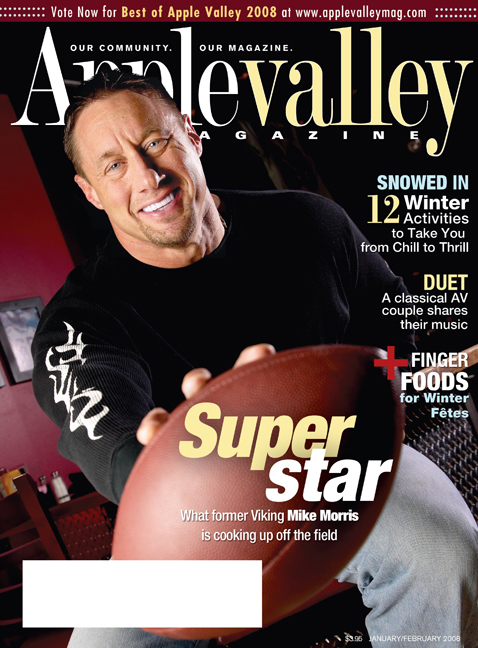 Vote Now for Best of Apple Valley 2008 at www.applevalleymag.com
OUR COMMUNITY. OUR MAGAZINE.
Applevalley
MAGAZINE
SNOWED IN
12 Winter
Activities
to Take You
from Chill to Thrill
DUET
A classical AV
couple shares
their music
+ FINGER
FOODS
for Winter
Fêtes
Super
star
What former Viking Mike Morris
is cooking up off the field
$3.95 JANUARY/FEBRUARY 2008